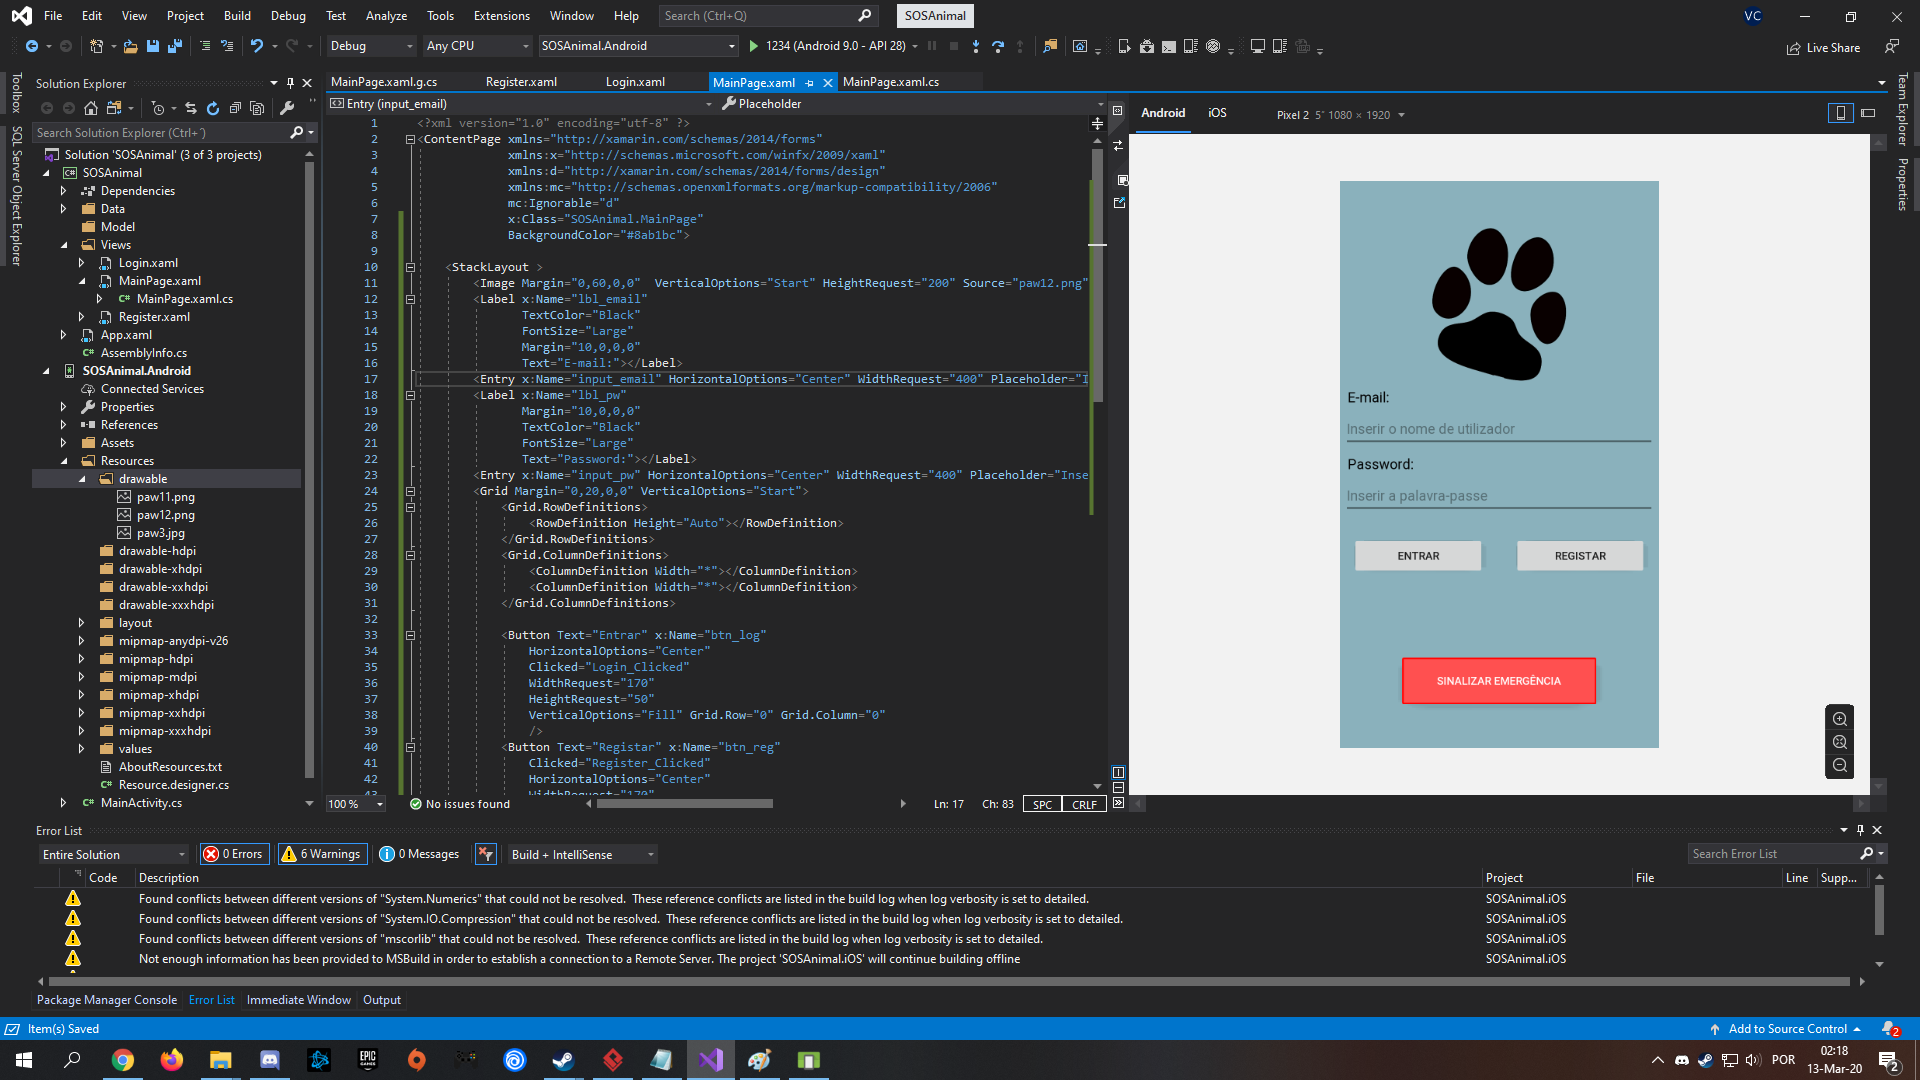 File Edit View Project Build Debug Test Analyze Tools Extensions Window Help Search (Ctrl+Q) SOSAnimal VC
Debug Any CPU SOSAnimal.Android 1234 (Android 9.0 - API 28) Live Share
Toolbox
SQL Server Object Explorer
Solution Explorer
Search Solution Explorer (Ctrl+´)
Solution 'SOSAnimal' (3 of 3 projects)
SOSAnimal
Dependencies
Data
Model
Views
Login.xaml
MainPage.xaml
MainPage.xaml.cs
Register.xaml
App.xaml
AssemblyInfo.cs
SOSAnimal.Android
Connected Services
Properties
References
Assets
Resources
drawable
paw11.png
paw12.png
paw3.jpg
drawable-hdpi
drawable-xhdpi
drawable-xxhdpi
drawable-xxxhdpi
layout
mipmap-anydpi-v26
mipmap-hdpi
mipmap-mdpi
mipmap-xhdpi
mipmap-xxhdpi
mipmap-xxxhdpi
values
AboutResources.txt
Resource.designer.cs
MainActivity.cs
MainPage.xaml.g.cs Register.xaml Login.xaml MainPage.xaml MainPage.xaml.cs
Entry (input_email) Placeholder
1 <?xml version="1.0" encoding="utf-8" ?>
2 <ContentPage xmlns="http://xamarin.com/schemas/2014/forms"
3 xmlns:x="http://schemas.microsoft.com/winfx/2009/xaml"
4 xmlns:d="http://xamarin.com/schemas/2014/forms/design"
5 xmlns:mc="http://schemas.openxmlformats.org/markup-compatibility/2006"
6 mc:Ignorable="d"
7 x:Class="SOSAnimal.MainPage"
8 BackgroundColor="#8ab1bc">
9
10 <StackLayout >
11 <Image Margin="0,60,0,0"  VerticalOptions="Start" HeightRequest="200" Source="paw12.png"
12 <Label x:Name="lbl_email"
13 TextColor="Black"
14 FontSize="Large"
15 Margin="10,0,0,0"
16 Text="E-mail:"></Label>
17 <Entry x:Name="input_email" HorizontalOptions="Center" WidthRequest="400" Placeholder="I
18 <Label x:Name="lbl_pw"
19 Margin="10,0,0,0"
20 TextColor="Black"
21 FontSize="Large"
22 Text="Password:"></Label>
23 <Entry x:Name="input_pw" HorizontalOptions="Center" WidthRequest="400" Placeholder="Inse
24 <Grid Margin="0,20,0,0" VerticalOptions="Start">
25 <Grid.RowDefinitions>
26 <RowDefinition Height="Auto"></RowDefinition>
27 </Grid.RowDefinitions>
28 <Grid.ColumnDefinitions>
29 <ColumnDefinition Width="*"></ColumnDefinition>
30 <ColumnDefinition Width="*"></ColumnDefinition>
31 </Grid.ColumnDefinitions>
32
33 <Button Text="Entrar" x:Name="btn_log"
34 HorizontalOptions="Center"
35 Clicked="Login_Clicked"
36 WidthRequest="170"
37 HeightRequest="50"
38 VerticalOptions="Fill" Grid.Row="0" Grid.Column="0"
39 />
40 <Button Text="Registar" x:Name="btn_reg"
41 Clicked="Register_Clicked"
42 HorizontalOptions="Center"
43 WidthRequest="170"
100 % No issues found Ln: 17 Ch: 83 SPC CRLF
Android iOS Pixel 2 5" 1080 × 1920
E-mail:
Inserir o nome de utilizador
Password:
Inserir a palavra-passe
ENTRAR REGISTAR
SINALIZAR EMERGÊNCIA
Team Explorer
Properties
Error List
Entire Solution 0 Errors 6 Warnings 0 Messages Build + IntelliSense Search Error List
Code Description Project File Line Supp...
Found conflicts between different versions of "System.Numerics" that could not be resolved.  These reference conflicts are listed in the build log when log verbosity is set to detailed. SOSAnimal.iOS
Found conflicts between different versions of "System.IO.Compression" that could not be resolved.  These reference conflicts are listed in the build log when log verbosity is set to detailed. SOSAnimal.iOS
Found conflicts between different versions of "mscorlib" that could not be resolved.  These reference conflicts are listed in the build log when log verbosity is set to detailed. SOSAnimal.iOS
Not enough information has been provided to MSBuild in order to establish a connection to a Remote Server. The project 'SOSAnimal.iOS' will continue building offline SOSAnimal.iOS
Package Manager Console Error List Immediate Window Output
Item(s) Saved Add to Source Control 2
EPIC GAMES
POR 02:18 2
13-Mar-20